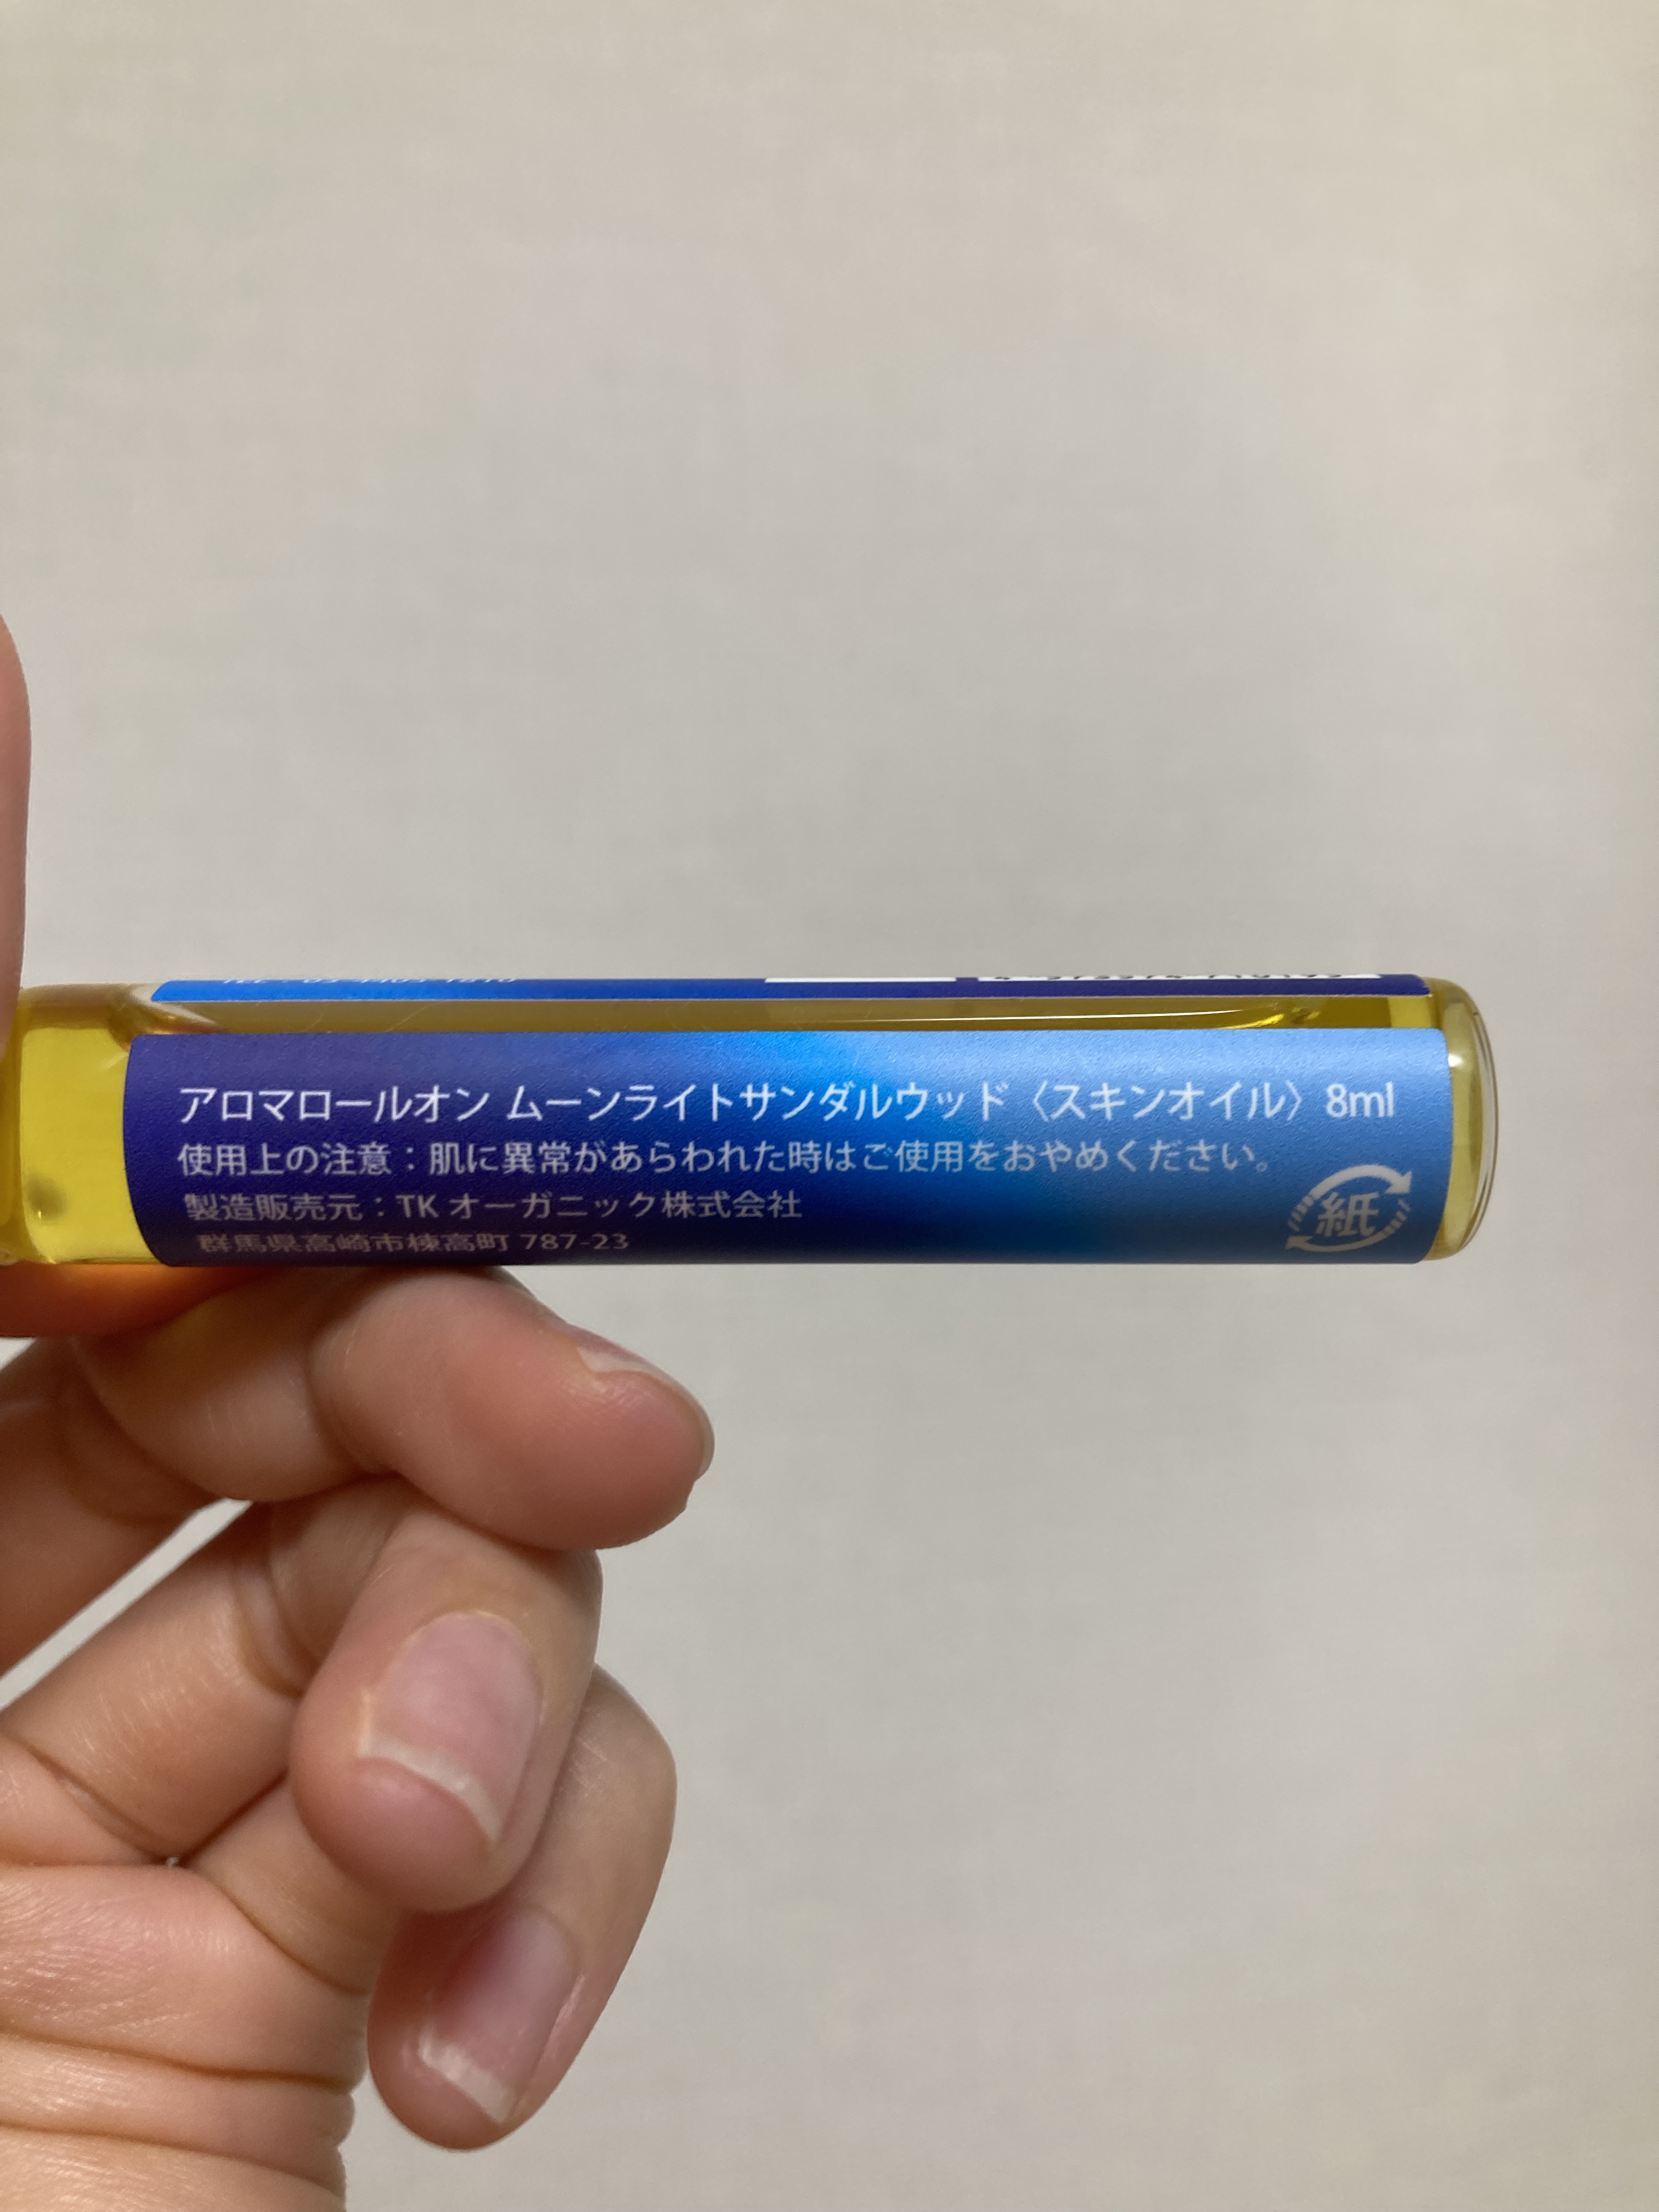 アロマロールオン ムーンライトサンダルウッド〈スキンオイル〉8ml
使用上の注意：肌に異常があらわれた時はご使用をおやめください。
製造販売元：TK オーガニック株式会社
群馬県高崎市棟高町 787-23
紙